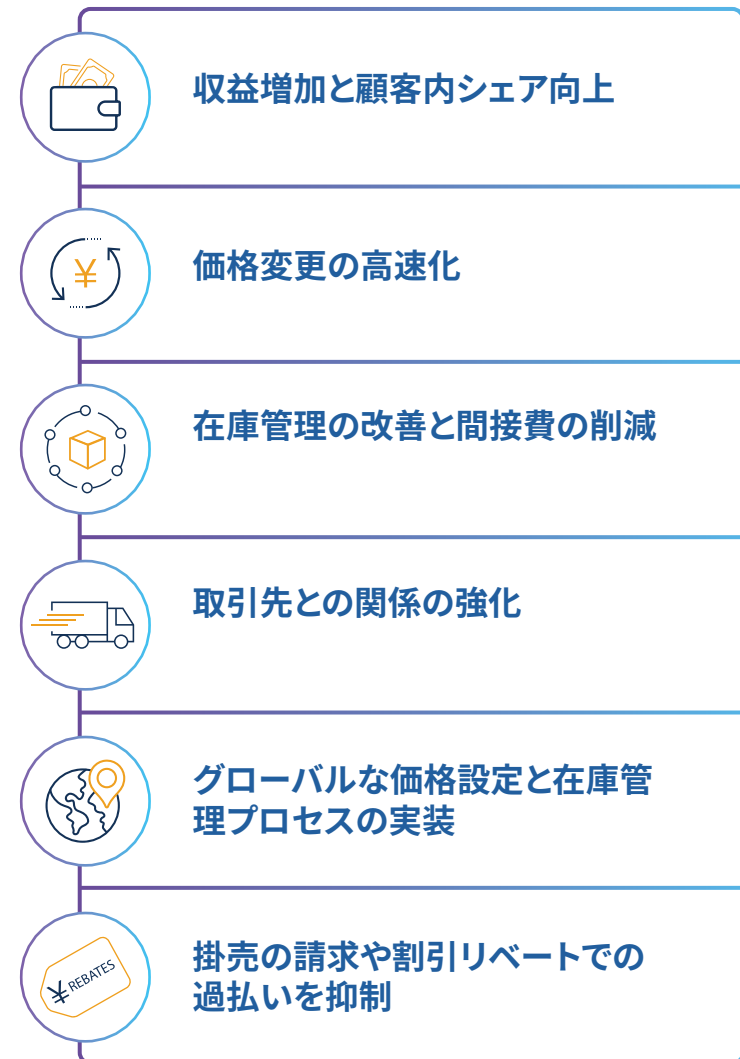 収益増加と顧客内シェア向上
¥
価格変更の高速化
在庫管理の改善と間接費の削減
取引先との関係の強化
グローバルな価格設定と在庫管
理プロセスの実装
¥ REBATES
掛売の請求や割引リベートでの
過払いを抑制